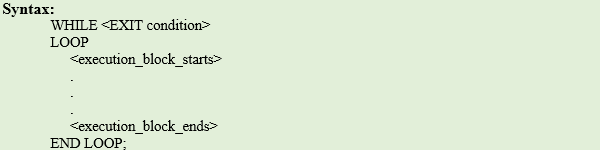 Syntax:
WHILE <EXIT condition>
LOOP
<execution_block_starts>
.
.
.
<execution_block_ends>
END LOOP;